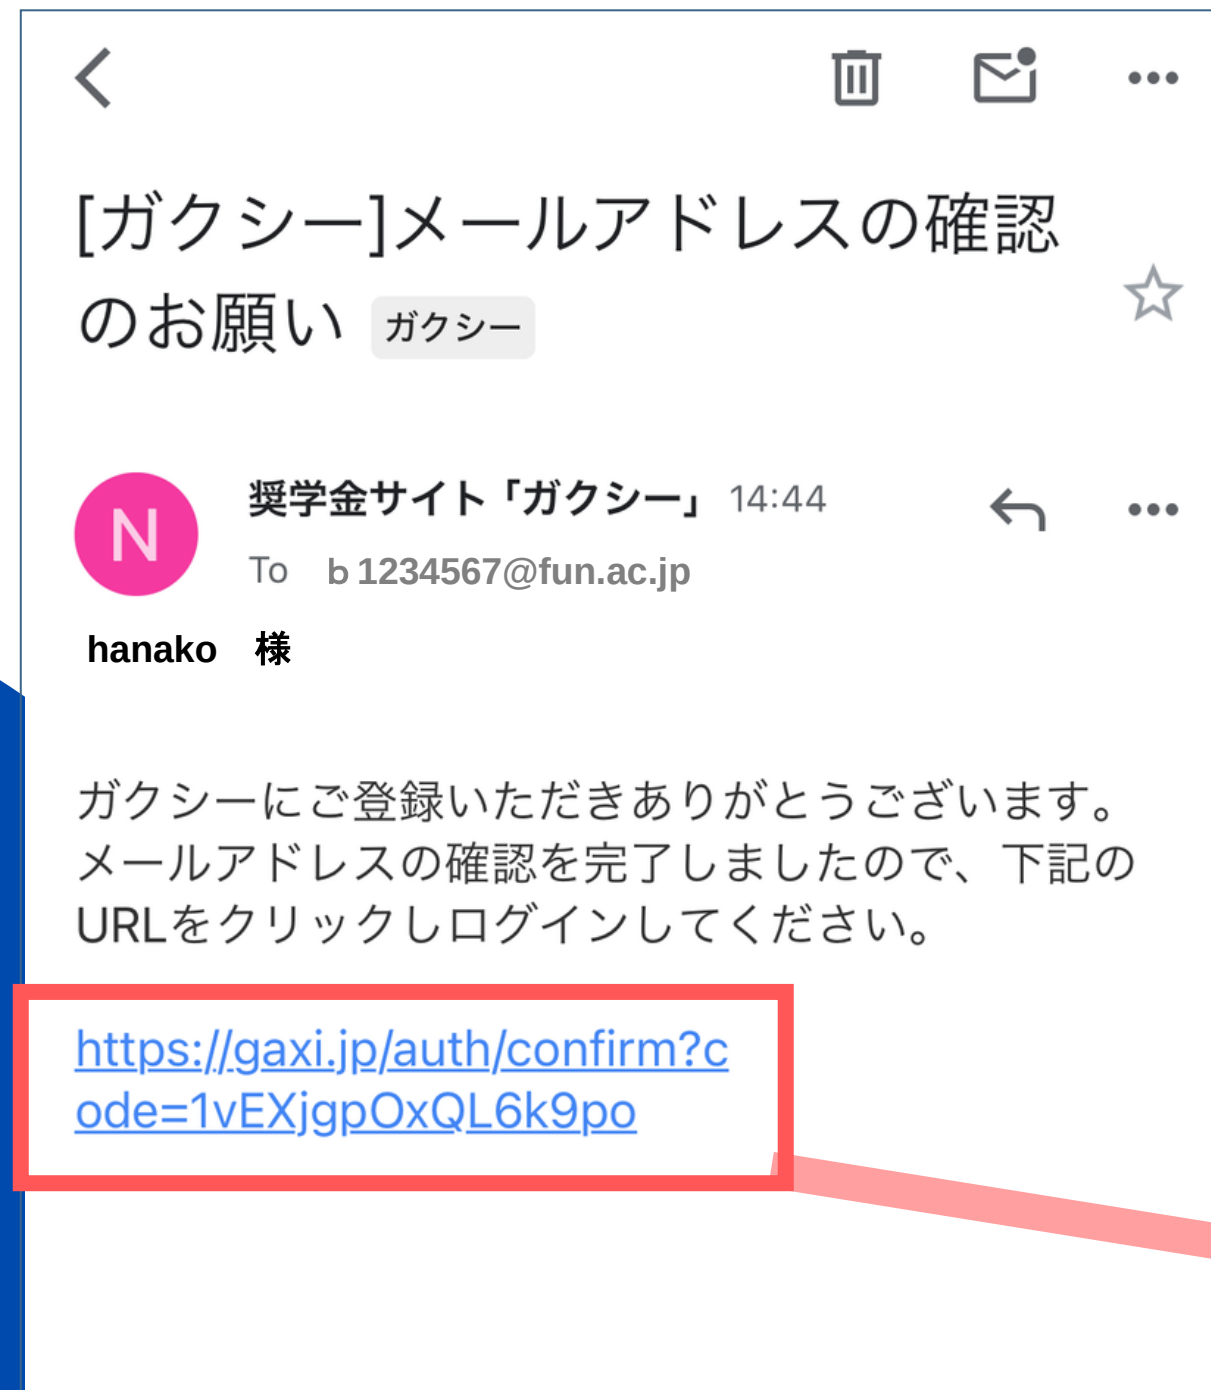 [ガクシー]メールアドレスの確認
のお願い ガクシー
N
奨学金サイト「ガクシー」 14:44
To ｂ1234567@fun.ac.jp
hanako　様
ガクシーにご登録いただきありがとうございます。
メールアドレスの確認を完了しましたので、下記の
URLをクリックしログインしてください。
https://gaxi.jp/auth/confirm?c
ode=1vEXjgpOxQL6k9po